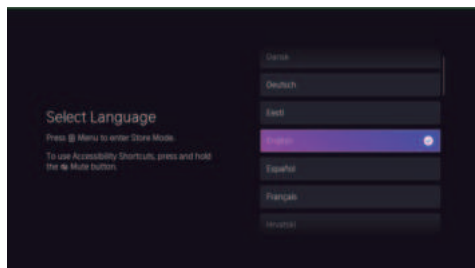 Select Language
Press Menu to enter Store Mode.
To use Accessibility Shortcuts, press and hold
the Mute button.
Dansk
Deutsch
Eesti
English
Español
Français
Hrvatski